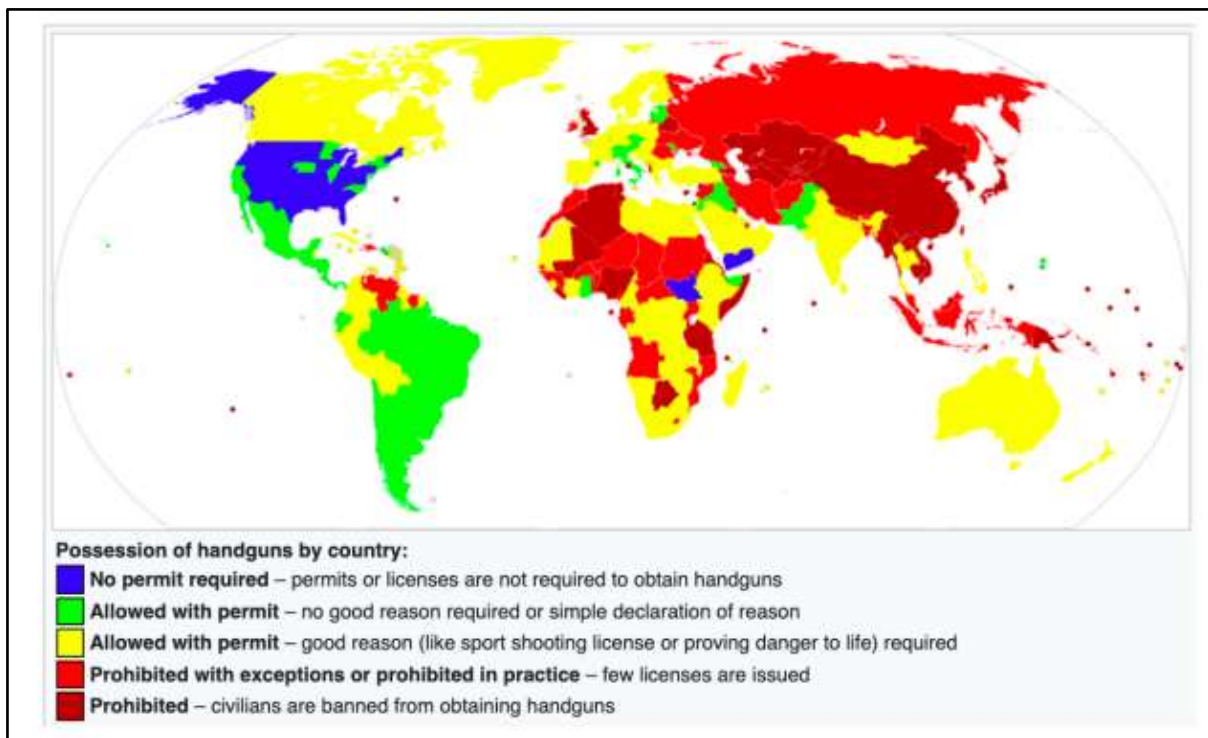 Possession of handguns by country:
No permit required – permits or licenses are not required to obtain handguns
Allowed with permit – no good reason required or simple declaration of reason
Allowed with permit – good reason (like sport shooting license or proving danger to life) required
Prohibited with exceptions or prohibited in practice – few licenses are issued
Prohibited – civilians are banned from obtaining handguns